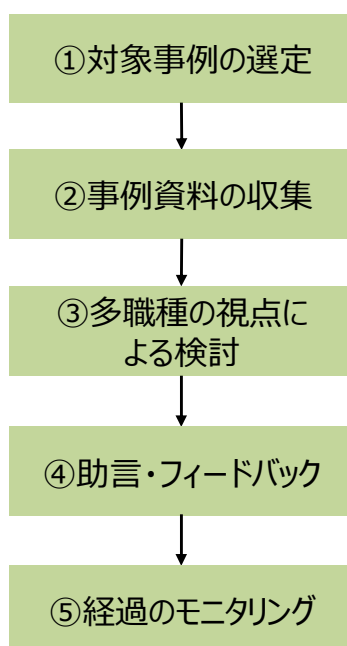 ①対象事例の選定
②事例資料の収集
③多職種の視点に
よる検討
④助言・フィードバック
⑤経過のモニタリング